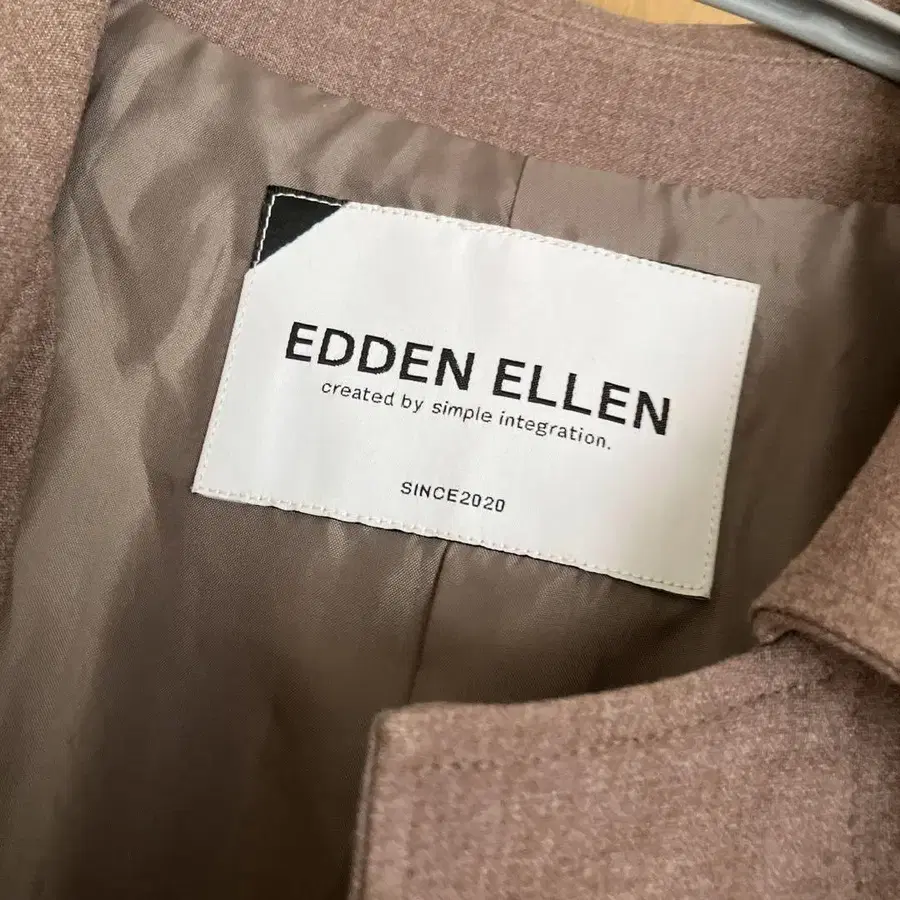 EDDEN ELLEN
created by simple integration.
SINCE2020